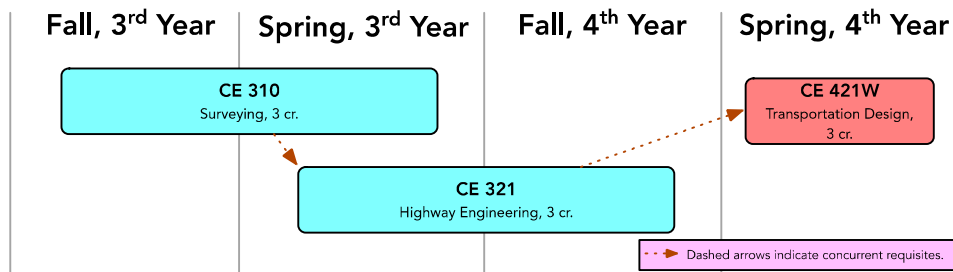 Fall, 3rd Year
Spring, 3rd Year
Fall, 4th Year
Spring, 4th Year
CE 310
Surveying, 3 cr.
CE 421W
Transportation Design,
3 cr.
CE 321
Highway Engineering, 3 cr.
Dashed arrows indicate concurrent requisites.